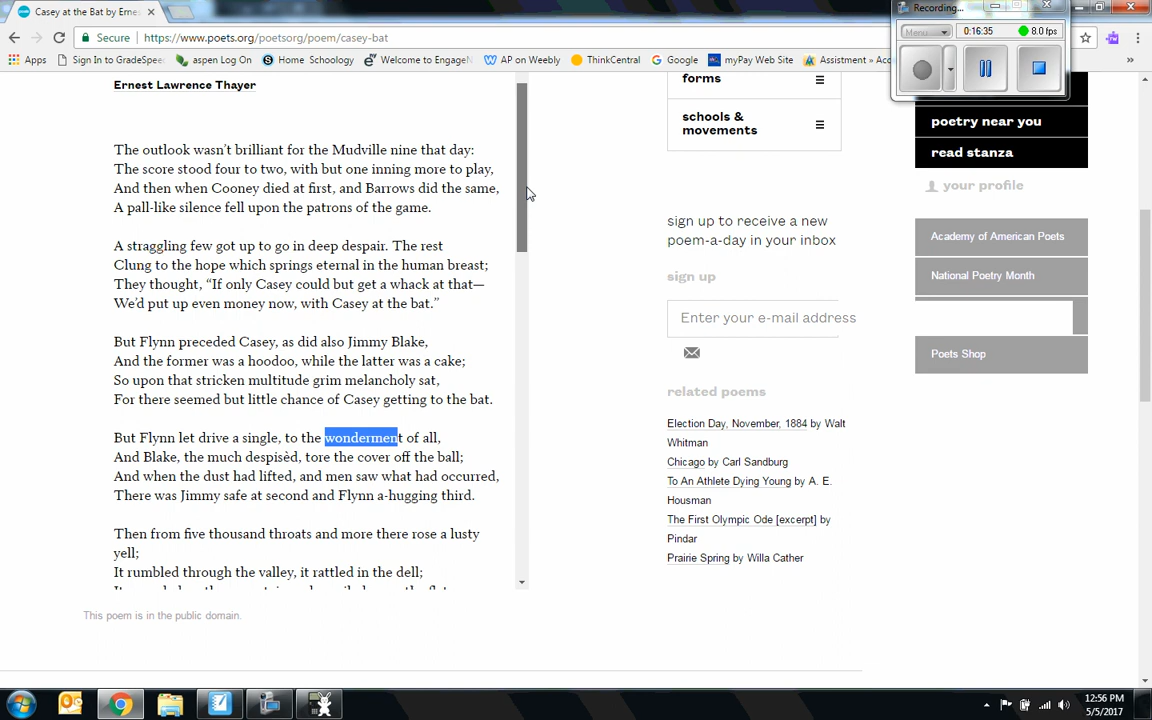 Casey at the Bat by Ernes
Recording...
Secure
https://www.poets.org/poetsorg/poem/casey-bat
Menu
0:16:35
8.0 fps
Apps
Sign In to GradeSpee
aspen Log On
Home Schoology
Welcome to EngageN
AP on Weebly
ThinkCentral
Google
myPay Web Site
Assistment
Ernest Lawrence Thayer
The outlook wasn't brilliant for the Mudville nine that day:
The score stood four to two, with but one inning more to play,
And then when Cooney died at first, and Barrows did the same,
A pall-like silence fell upon the patrons of the game.
A straggling few got up to go in deep despair. The rest
Clung to the hope which springs eternal in the human breast;
They thought, “If only Casey could but get a whack at that—
We'd put up even money now, with Casey at the bat.”
But Flynn preceded Casey, as did also Jimmy Blake,
And the former was a hoodoo, while the latter was a cake;
So upon that stricken multitude grim melancholy sat,
For there seemed but little chance of Casey getting to the bat.
But Flynn let drive a single, to the wonderment of all,
And Blake, the much despisèd, tore the cover off the ball;
And when the dust had lifted, and men saw what had occurred,
There was Jimmy safe at second and Flynn a-hugging third.
Then from five thousand throats and more there rose a lusty
yell;
It rumbled through the valley, it rattled in the dell;
This poem is in the public domain.
forms
schools &
movements
sign up to receive a new
poem-a-day in your inbox
sign up
Enter your e-mail address
related poems
Election Day, November, 1884 by Walt
Whitman
Chicago by Carl Sandburg
To An Athlete Dying Young by A. E.
Housman
The First Olympic Ode [excerpt] by
Pindar
Prairie Spring by Willa Cather
poetry near you
read stanza
your profile
Academy of American Poets
National Poetry Month
Poets Shop
12:56 PM
5/5/2017